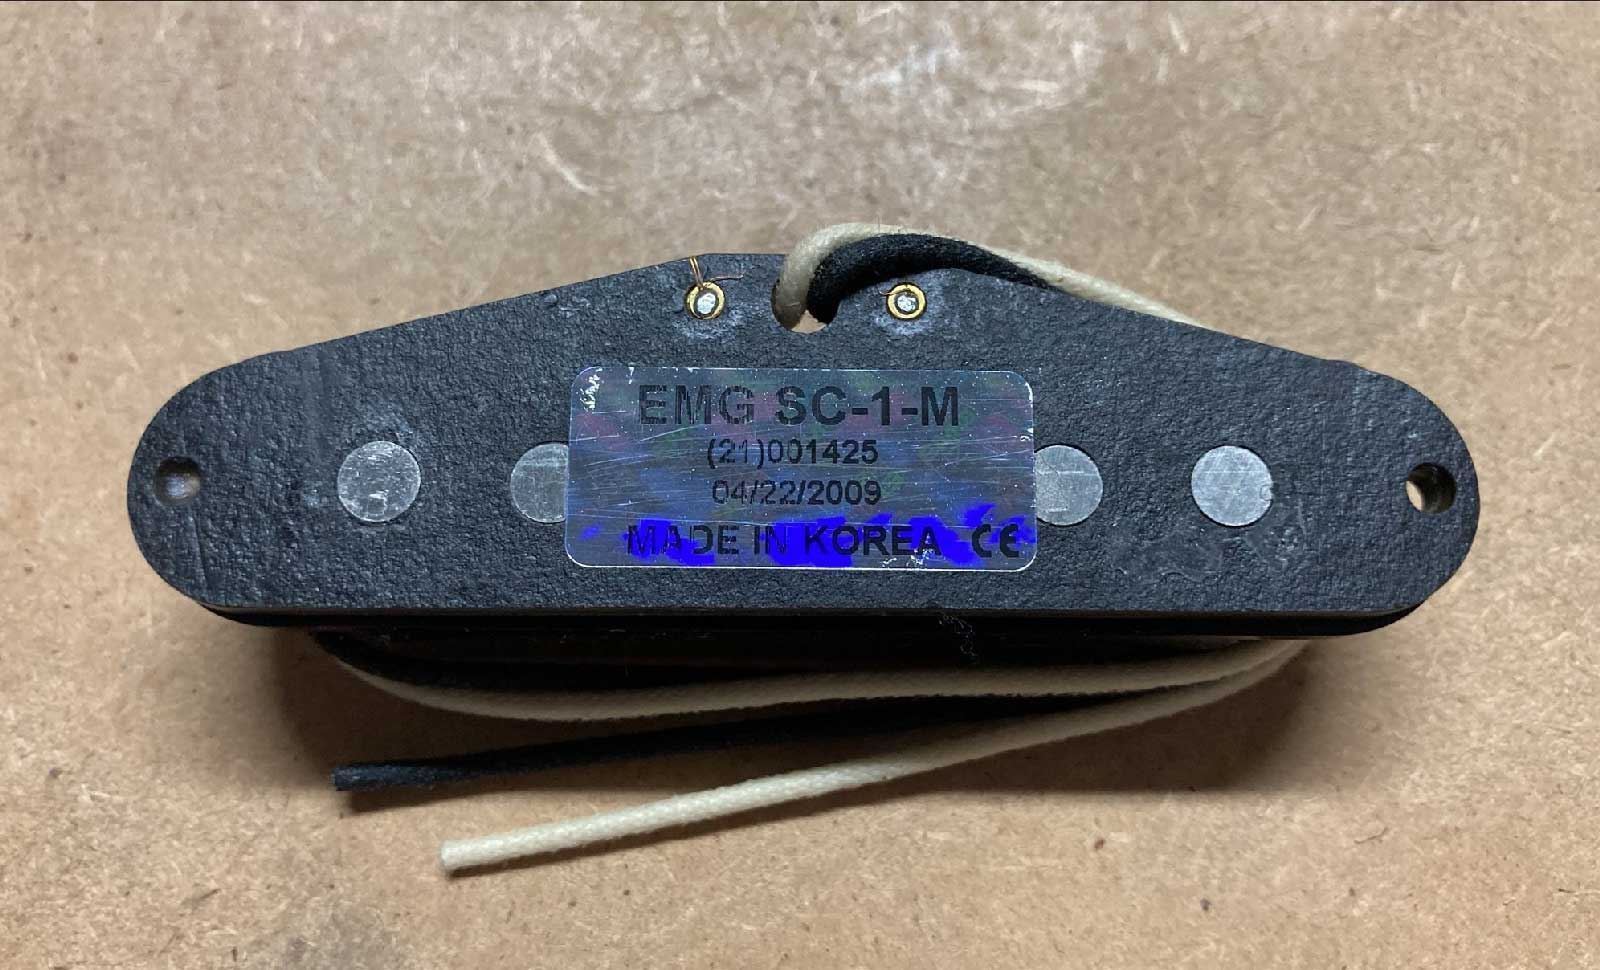 EMG SC-1-M
(21)001425
04/22/2009
MADE IN KOREA CE